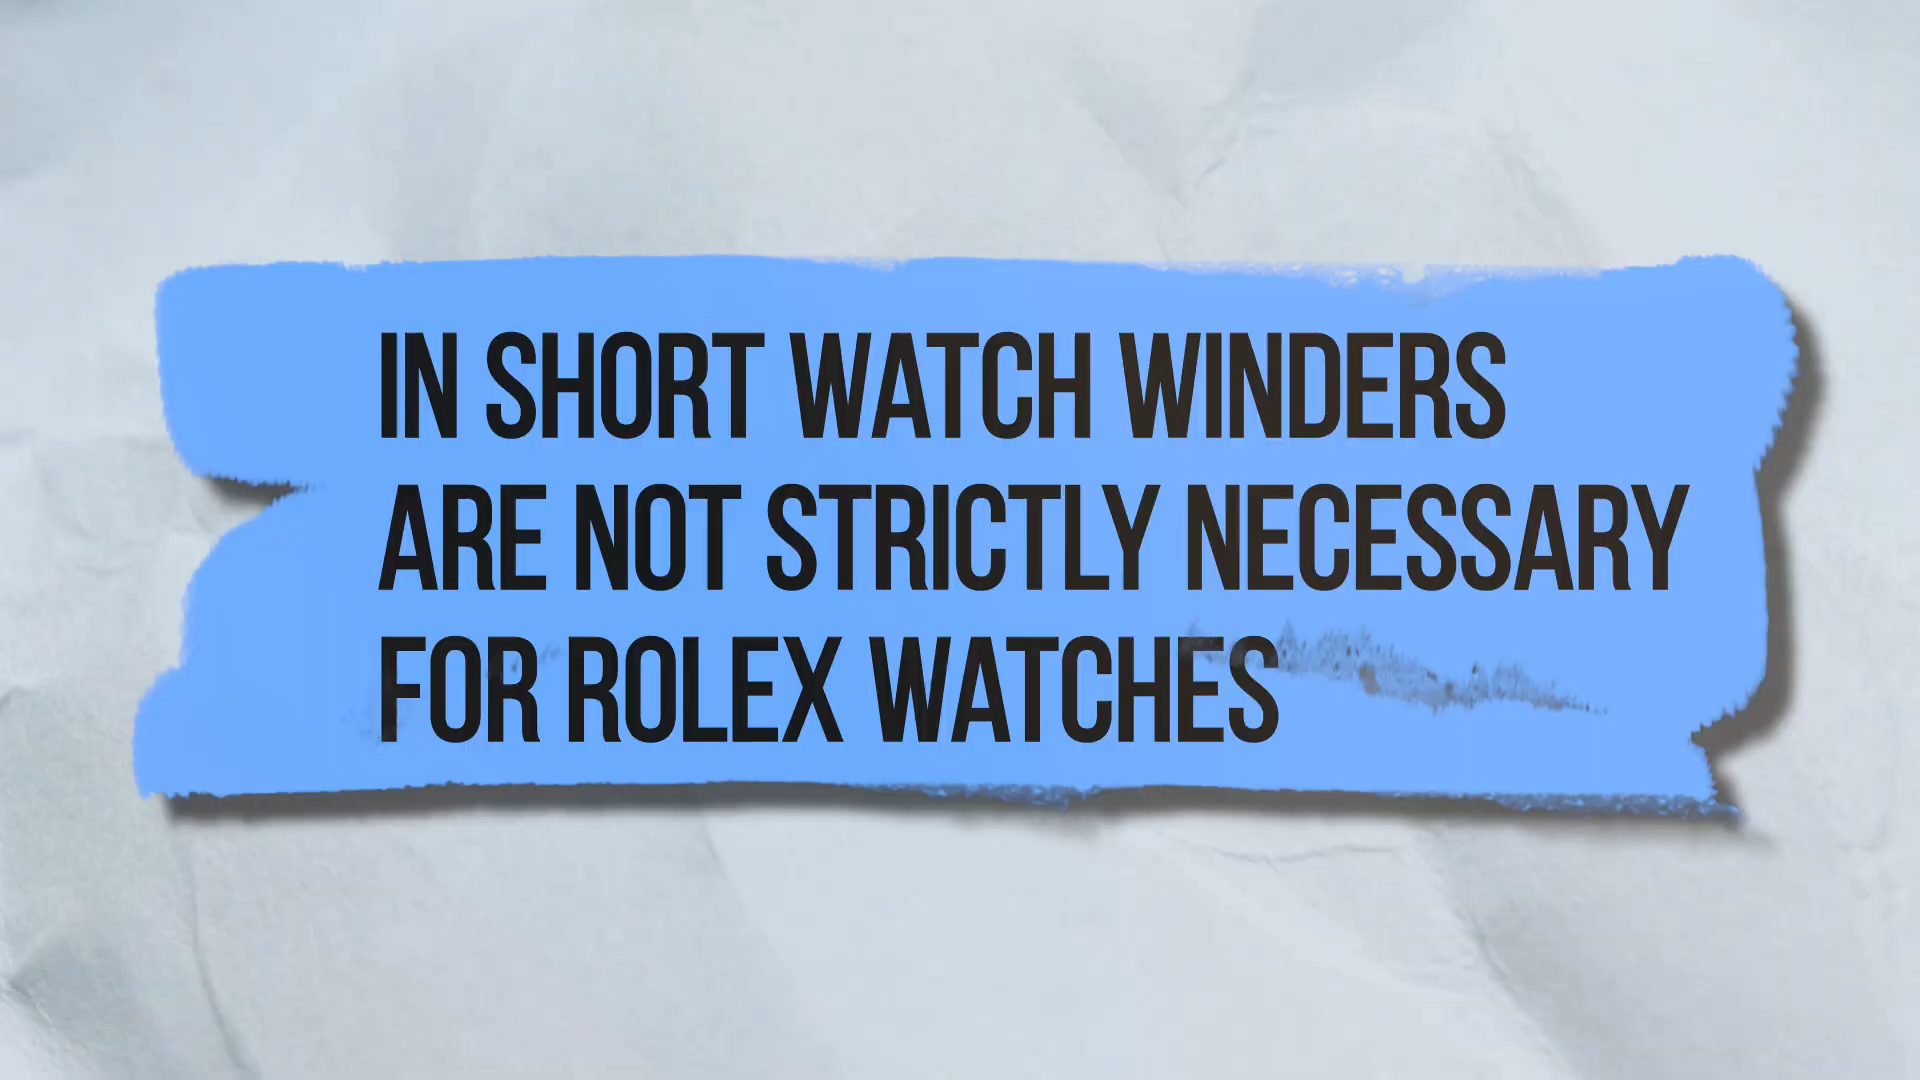 IN SHORT WATCH WINDERS
ARE NOT STRICTLY NECESSARY
FOR ROLEX WATCHES